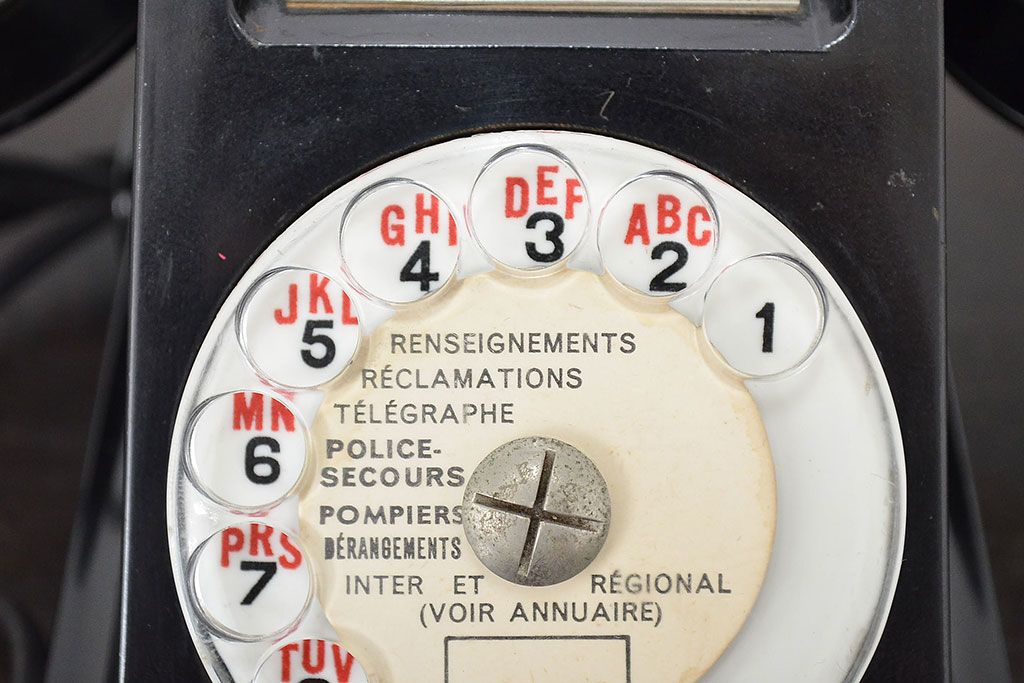 GHI
4
DEF
3
ABC
2
1
JKL
5
MN
6
PRS
7
TUV
RENSEIGNEMENTS
RÉCLAMATIONS
TÉLÉGRAPHE
POLICE-
SECOURS
POMPIERS
DÉRANGEMENTS
INTER ET RÉGIONAL
(VOIR ANNUAIRE)